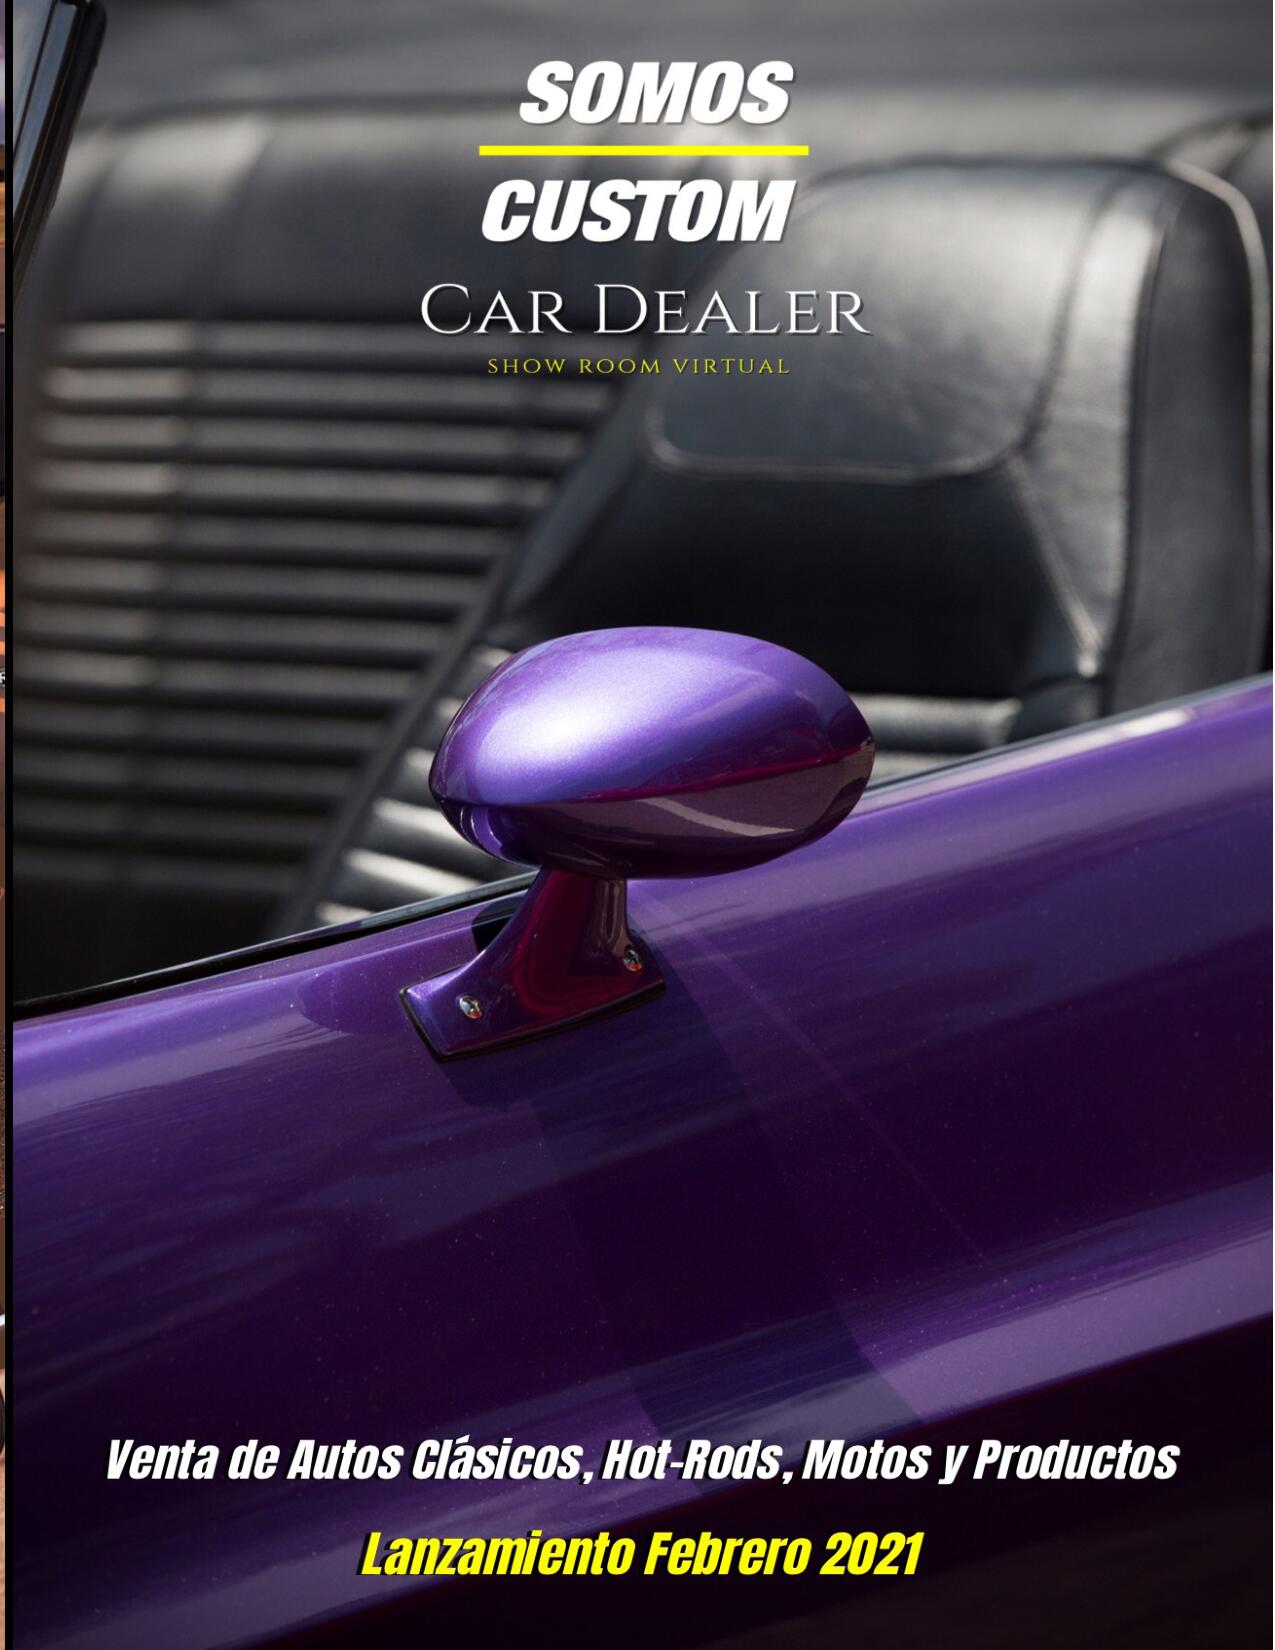 SOMOS
CUSTOM
CAR DEALER
SHOW ROOM VIRTUAL
Venta de Autos Clásicos, Hot-Rods, Motos y Productos
Lanzamiento Febrero 2021